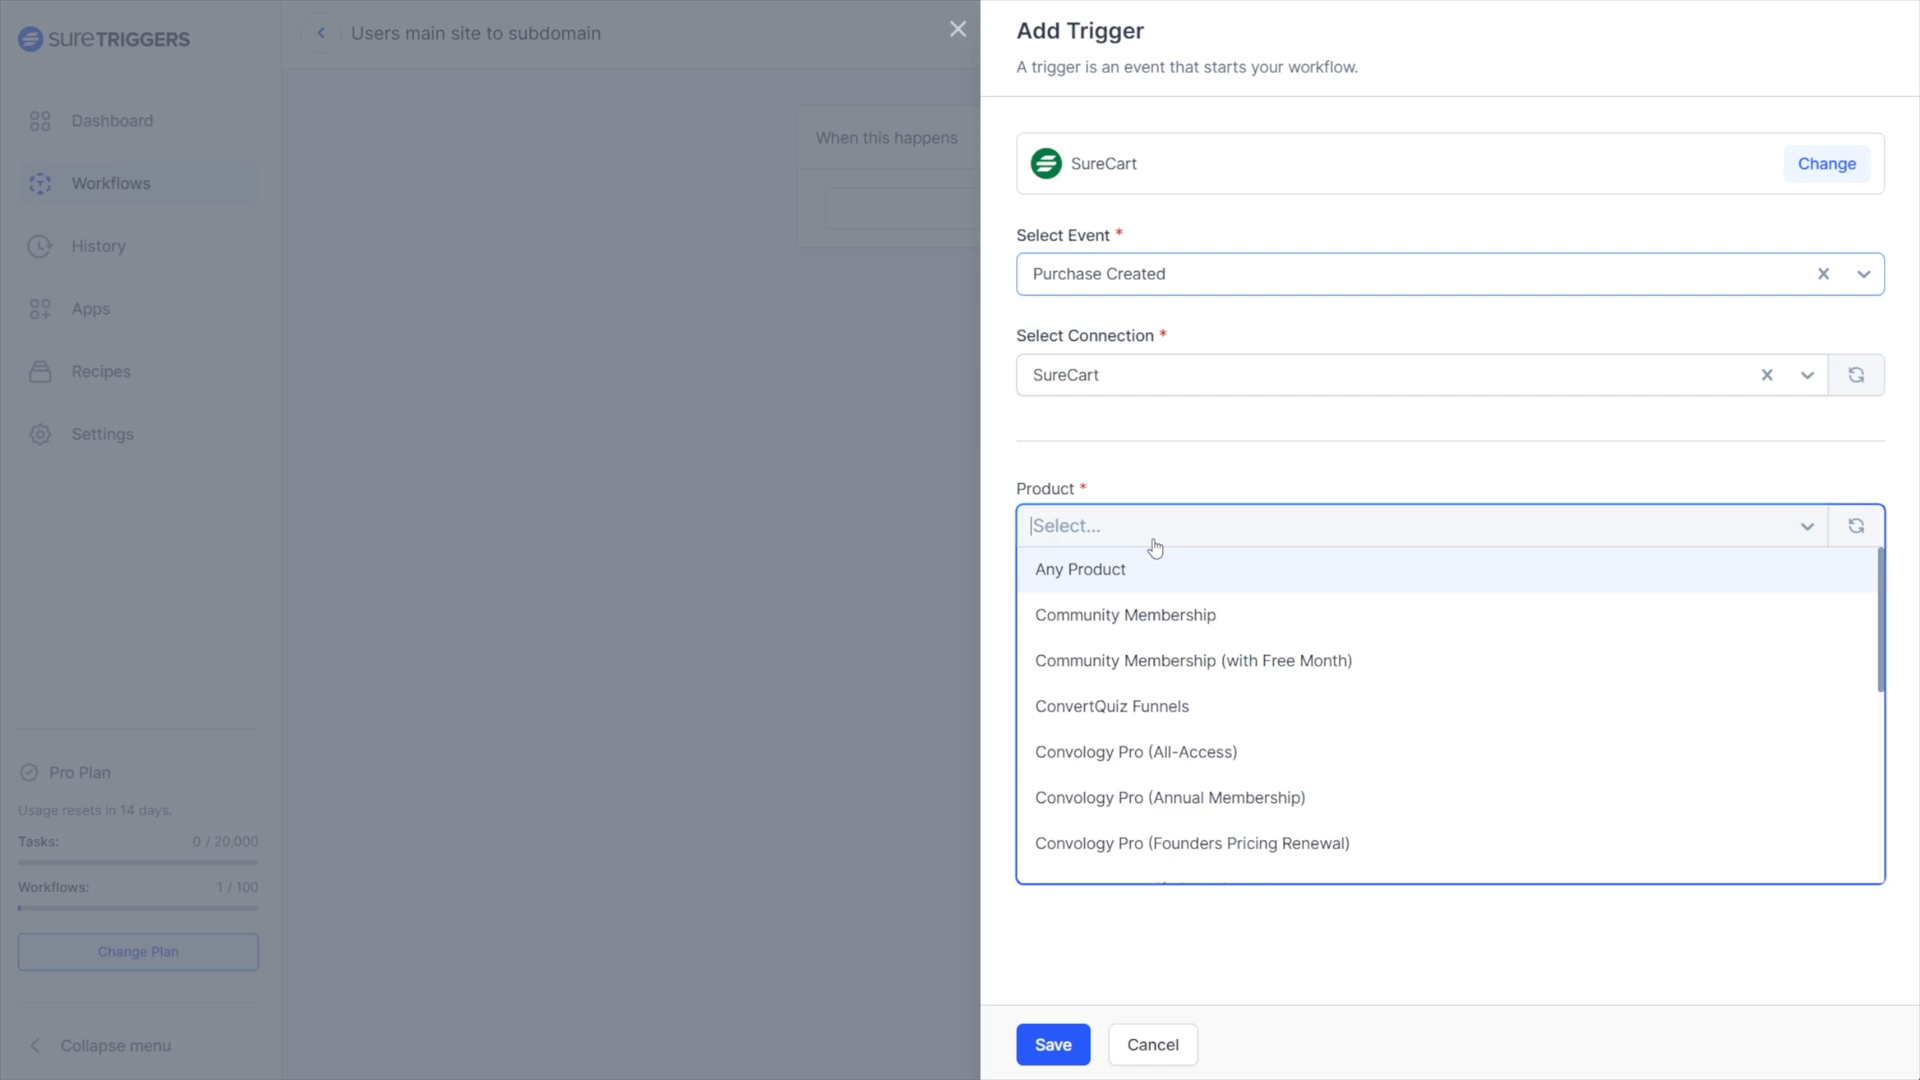 sureTRIGGERS
Users main site to subdomain
Dashboard
Workflows
History
Apps
Recipes
Settings
Pro Plan
Usage resets in 14 days.
Tasks: 0 / 20,000
Workflows: 1 / 100
Change Plan
Collapse menu
When this happens
Add Trigger
A trigger is an event that starts your workflow.
SureCart
Change
Select Event *
Purchase Created
Select Connection *
SureCart
Product *
Select...
Any Product
Community Membership
Community Membership (with Free Month)
ConvertQuiz Funnels
Convology Pro (All-Access)
Convology Pro (Annual Membership)
Convology Pro (Founders Pricing Renewal)
Save
Cancel